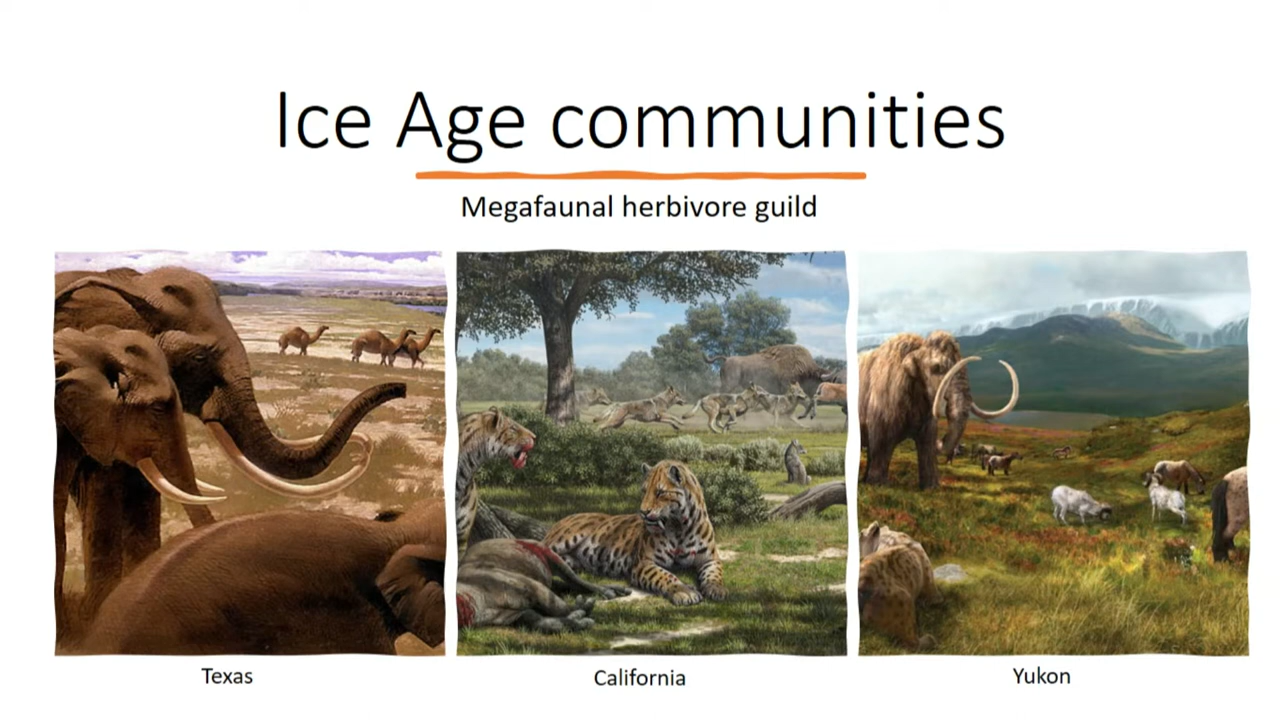 Ice Age communities
Megafaunal herbivore guild
Texas
California
Yukon